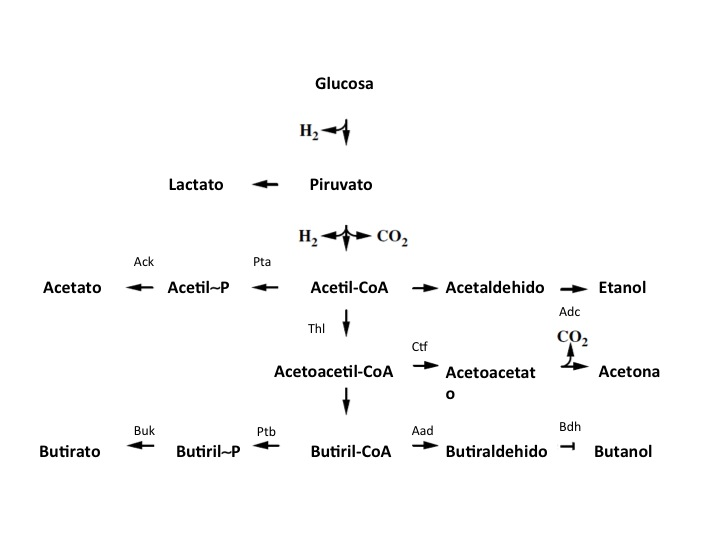 Glucosa
H₂
Lactato Piruvato
H₂ CO₂
Ack Pta
Acetato Acetil~P Acetil-CoA Acetaldehido Etanol
Adc
Thl CO₂
Ctf
Acetoacetil-CoA Acetoacetat Acetona
o
Buk Ptb Aad Bdh
Butirato Butiril~P Butiril-CoA Butiraldehido Butanol